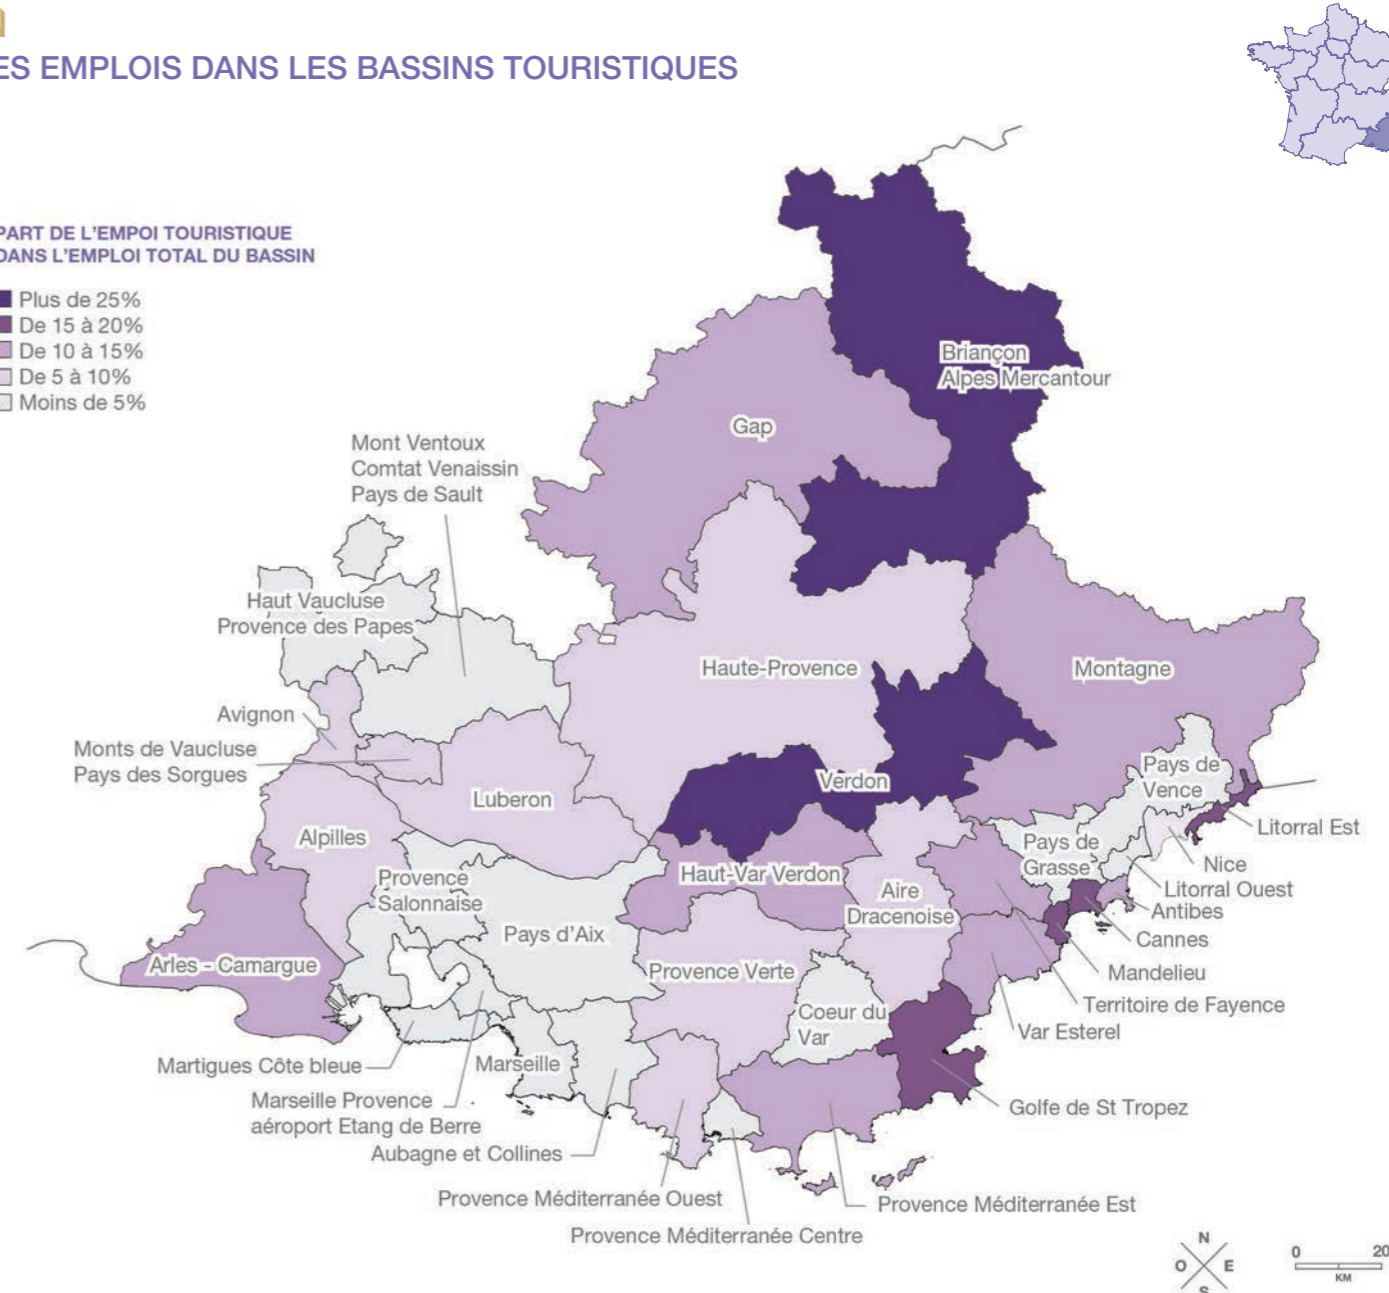 ES EMPLOIS DANS LES BASSINS TOURISTIQUES
PART DE L'EMPOI TOURISTIQUE
DANS L'EMPLOI TOTAL DU BASSIN
Plus de 25%
De 15 à 20%
De 10 à 15%
De 5 à 10%
Moins de 5%
Briançon
Alpes Mercantour
Gap
Mont Ventoux
Comtat Venaissin
Pays de Sault
Haut Vaucluse
Provence des Papes
Haute-Provence
Montagne
Avignon
Monts de Vaucluse
Pays des Sorgues
Verdon
Pays de
Vence
Luberon
Litorral Est
Alpilles
Pays de
Grasse
Nice
Provence
Salonnaise
Haut-Var Verdon
Aire
Dracenoise
Litorral Ouest
Antibes
Pays d'Aix
Cannes
Arles - Camargue
Provence Verte
Mandelieu
Coeur du
Var
Territoire de Fayence
Var Esterel
Martigues Côte bleue
Marseille
Marseille Provence
aéroport Etang de Berre
Golfe de St Tropez
Aubagne et Collines
Provence Méditerranée Ouest
Provence Méditerranée Est
Provence Méditerranée Centre
N
O E
S
0 20
KM